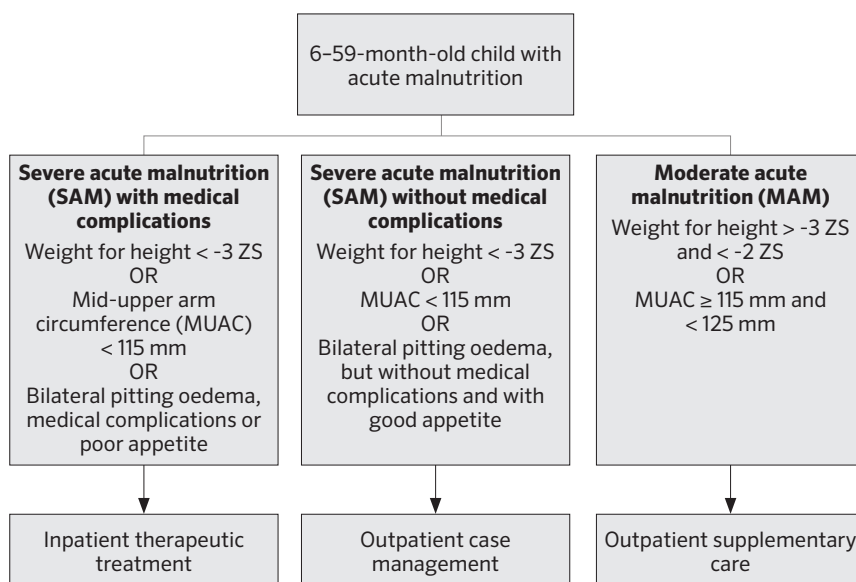 6–59-month-old child with
acute malnutrition
Severe acute malnutrition
(SAM) with medical
complications
Weight for height < -3 ZS
OR
Mid-upper arm
circumference (MUAC)
< 115 mm
OR
Bilateral pitting oedema,
medical complications or
poor appetite
Severe acute malnutrition
(SAM) without medical
complications
Weight for height < -3 ZS
OR
MUAC < 115 mm
OR
Bilateral pitting oedema,
but without medical
complications and with
good appetite
Moderate acute
malnutrition (MAM)
Weight for height > -3 ZS
and < -2 ZS
OR
MUAC ≥ 115 mm and
< 125 mm
Inpatient therapeutic
treatment
Outpatient case
management
Outpatient supplementary
care